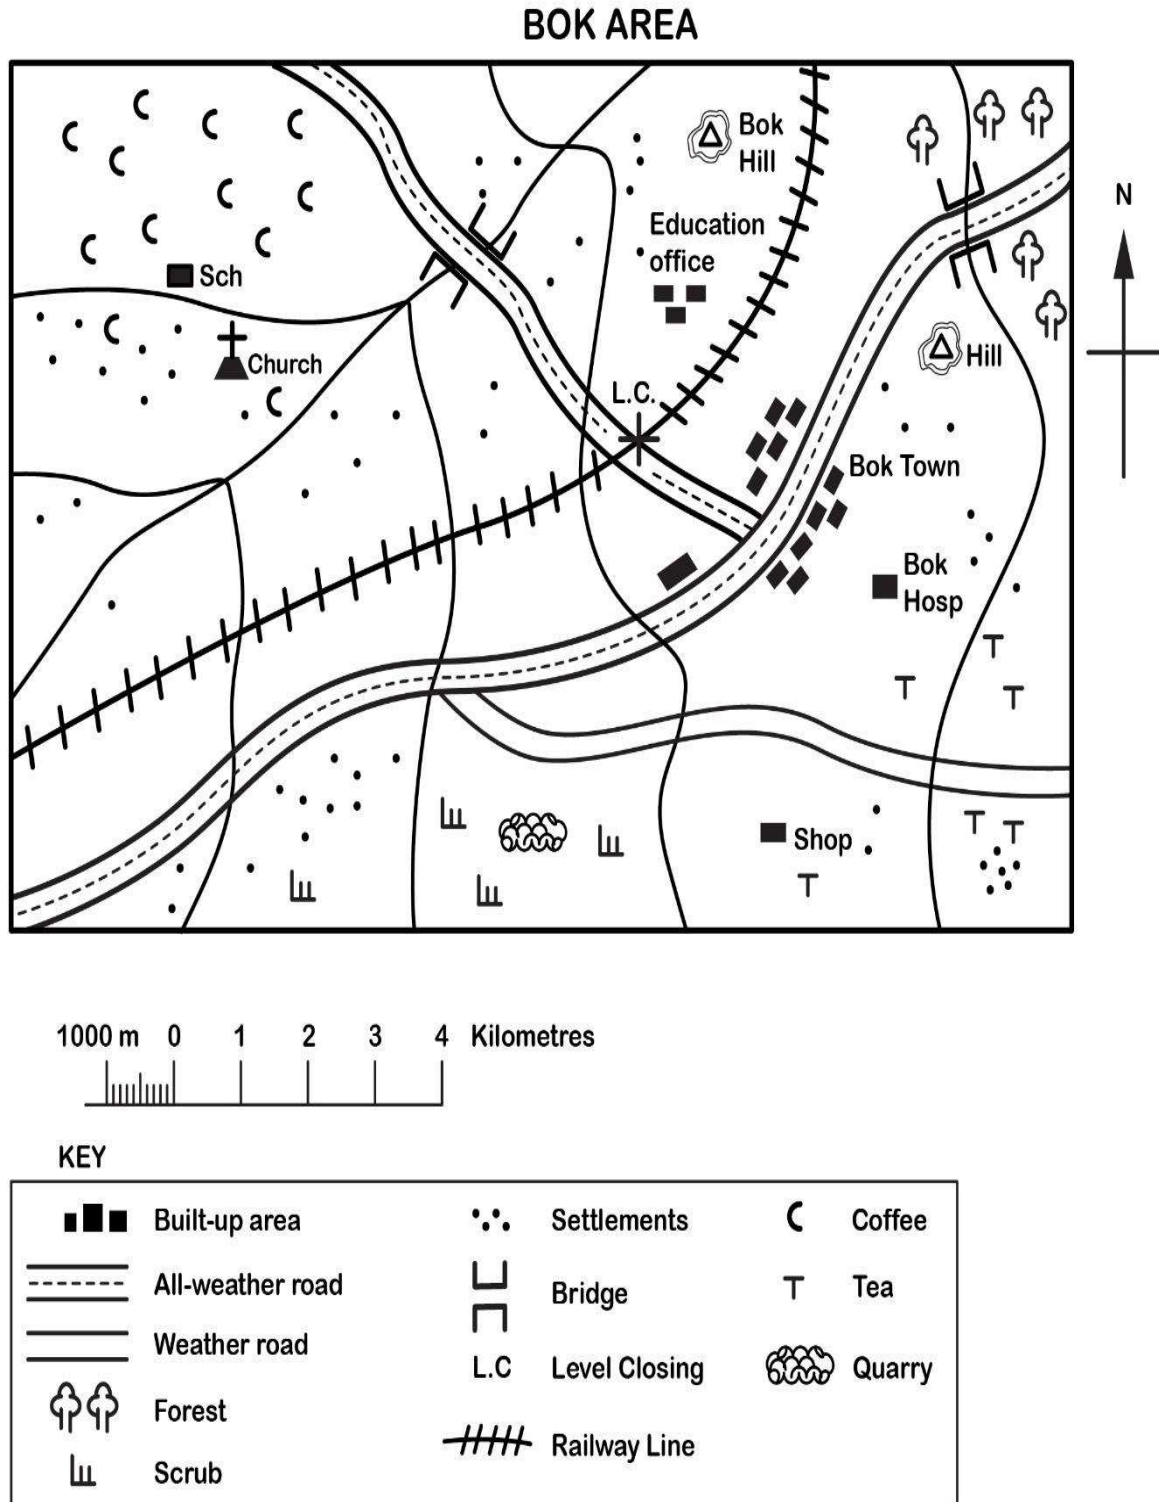 BOK AREA
N
Bok
Hill
Education
office
Sch
Church
Hill
L.C.
Bok Town
Bok
Hosp
Shop
1000 m 0 1 2 3 4 Kilometres
KEY
Built-up area
Settlements
Coffee
All-weather road
Bridge
Tea
Weather road
L.C Level Closing
Quarry
Forest
Railway Line
Scrub